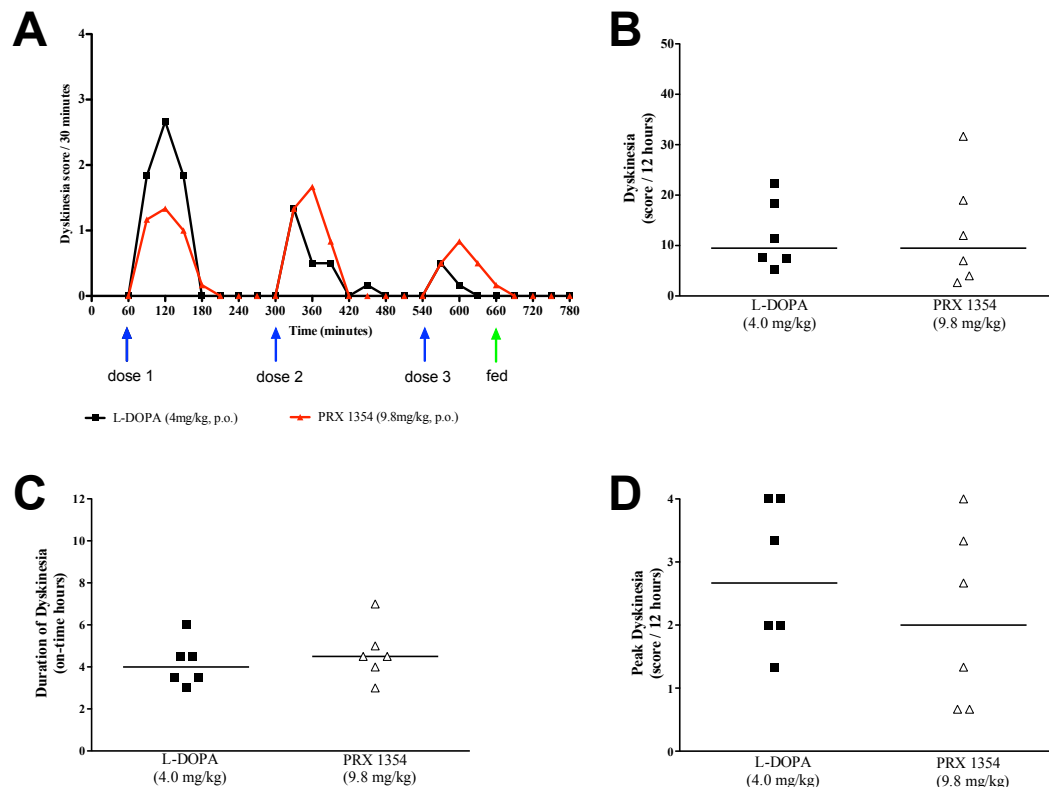 A
Dyskinesia score / 30 minutes
4
3
2
1
0
0 60 120 180 240 300 360 420 480 540 600 660 720 780
Time (minutes)
dose 1
dose 2
dose 3
fed
L-DOPA (4mg/kg, p.o.)
PRX 1354 (9.8mg/kg, p.o.)
B
Dyskinesia
(score / 12 hours)
50
40
30
20
10
0
L-DOPA
(4.0 mg/kg)
PRX 1354
(9.8 mg/kg)
C
Duration of Dyskinesia
(on-time hours)
12
10
8
6
4
2
0
L-DOPA
(4.0 mg/kg)
PRX 1354
(9.8 mg/kg)
D
Peak Dyskinesia
(score / 12 hours)
4
3
2
1
0
L-DOPA
(4.0 mg/kg)
PRX 1354
(9.8 mg/kg)